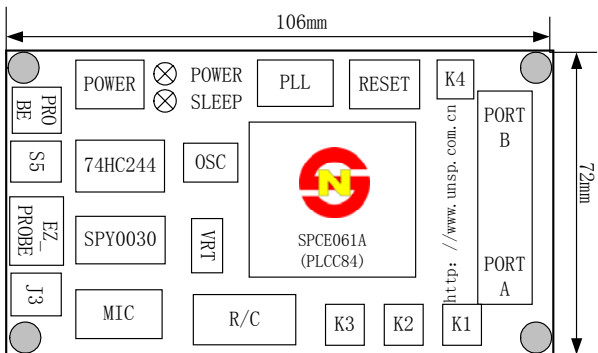 106mm
POWER
POWER
SLEEP
PLL
RESET
K4
PRO
BE
S5
74HC244
OSC
PORT
B
http: //www.unsp.com.cn
72mm
N
SPCE061A
(PLCC84)
EZ_
PROBE
SPY0030
VRT
PORT
A
J3
MIC
R/C
K3
K2
K1